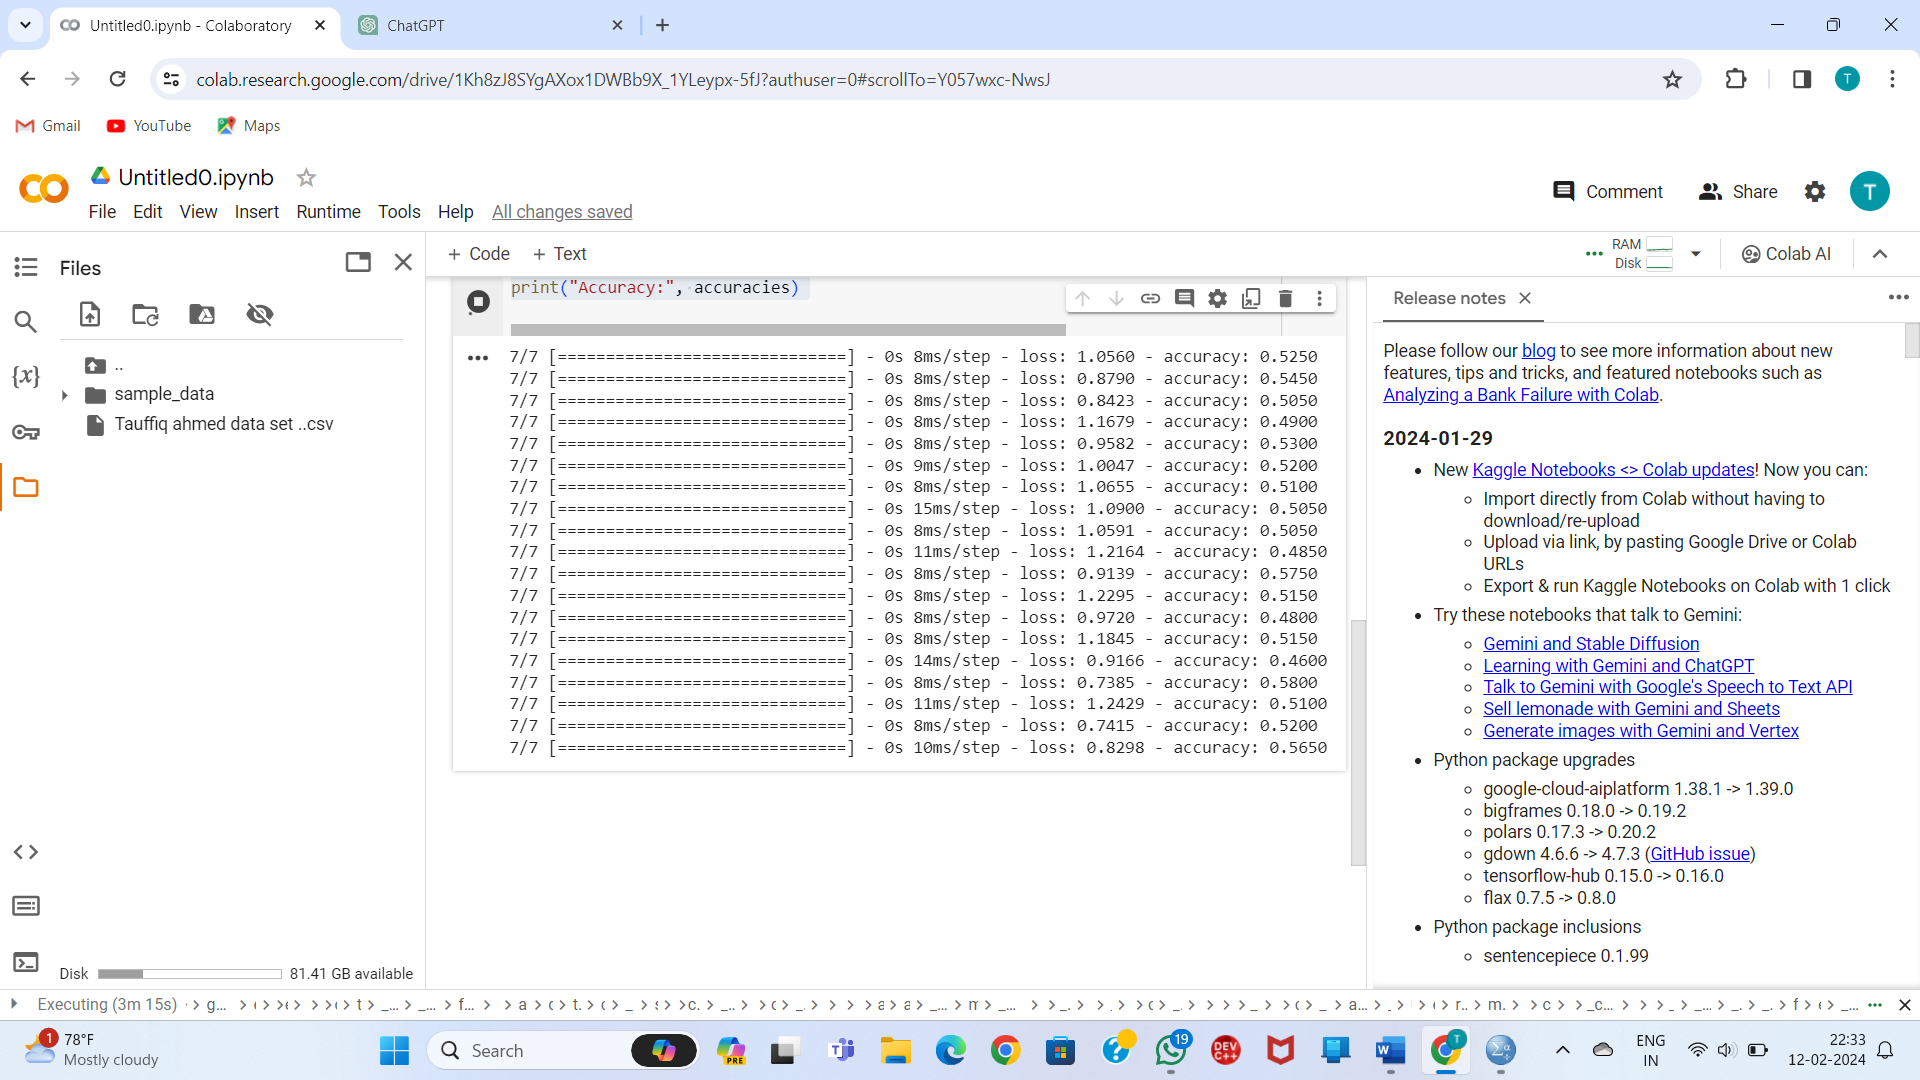 Untitled0.ipynb - Colaboratory
ChatGPT
colab.research.google.com/drive/1Kh8zJ8SYgAXox1DWBb9X_1YLeypx-5fJ?authuser=0#scrollTo=Y057wxc-NwsJ
T
Gmail
YouTube
Maps
Untitled0.ipynb
File Edit View Insert Runtime Tools Help All changes saved
Comment
Share
T
Files
+ Code + Text
RAM
Disk
Colab AI
..
sample_data
Tauffiq ahmed data set ..csv
{x}
Disk
81.41 GB available
print("Accuracy:", accuracies)
7/7 [==============================] - 0s 8ms/step - loss: 1.0560 - accuracy: 0.5250
7/7 [==============================] - 0s 8ms/step - loss: 0.8790 - accuracy: 0.5450
7/7 [==============================] - 0s 8ms/step - loss: 0.8423 - accuracy: 0.5050
7/7 [==============================] - 0s 8ms/step - loss: 1.1679 - accuracy: 0.4900
7/7 [==============================] - 0s 8ms/step - loss: 0.9582 - accuracy: 0.5300
7/7 [==============================] - 0s 9ms/step - loss: 1.0047 - accuracy: 0.5200
7/7 [==============================] - 0s 8ms/step - loss: 1.0655 - accuracy: 0.5100
7/7 [==============================] - 0s 15ms/step - loss: 1.0900 - accuracy: 0.5050
7/7 [==============================] - 0s 8ms/step - loss: 1.0591 - accuracy: 0.5050
7/7 [==============================] - 0s 11ms/step - loss: 1.2164 - accuracy: 0.4850
7/7 [==============================] - 0s 8ms/step - loss: 0.9139 - accuracy: 0.5750
7/7 [==============================] - 0s 8ms/step - loss: 1.2295 - accuracy: 0.5150
7/7 [==============================] - 0s 8ms/step - loss: 0.9720 - accuracy: 0.4800
7/7 [==============================] - 0s 8ms/step - loss: 1.1845 - accuracy: 0.5150
7/7 [==============================] - 0s 14ms/step - loss: 0.9166 - accuracy: 0.4600
7/7 [==============================] - 0s 8ms/step - loss: 0.7385 - accuracy: 0.5800
7/7 [==============================] - 0s 11ms/step - loss: 1.2429 - accuracy: 0.5100
7/7 [==============================] - 0s 8ms/step - loss: 0.7415 - accuracy: 0.5200
7/7 [==============================] - 0s 10ms/step - loss: 0.8298 - accuracy: 0.5650
Release notes
Please follow our blog to see more information about new
features, tips and tricks, and featured notebooks such as
Analyzing a Bank Failure with Colab.
2024-01-29
• New Kaggle Notebooks <> Colab updates! Now you can:
Import directly from Colab without having to
download/re-upload
Upload via link, by pasting Google Drive or Colab
URLs
Export & run Kaggle Notebooks on Colab with 1 click
• Try these notebooks that talk to Gemini:
Gemini and Stable Diffusion
Learning with Gemini and ChatGPT
Talk to Gemini with Google's Speech to Text API
Sell lemonade with Gemini and Sheets
Generate images with Gemini and Vertex
• Python package upgrades
google-cloud-aiplatform 1.38.1 -> 1.39.0
bigframes 0.18.0 -> 0.19.2
polars 0.17.3 -> 0.20.2
gdown 4.6.6 -> 4.7.3 (GitHub issue)
tensorflow-hub 0.15.0 -> 0.16.0
flax 0.7.5 -> 0.8.0
• Python package inclusions
sentencepiece 0.1.99
Executing (3m 15s)
1
78°F
Mostly cloudy
Search
PRE
19
DEV
C++
T
ENG
IN
22:33
12-02-2024